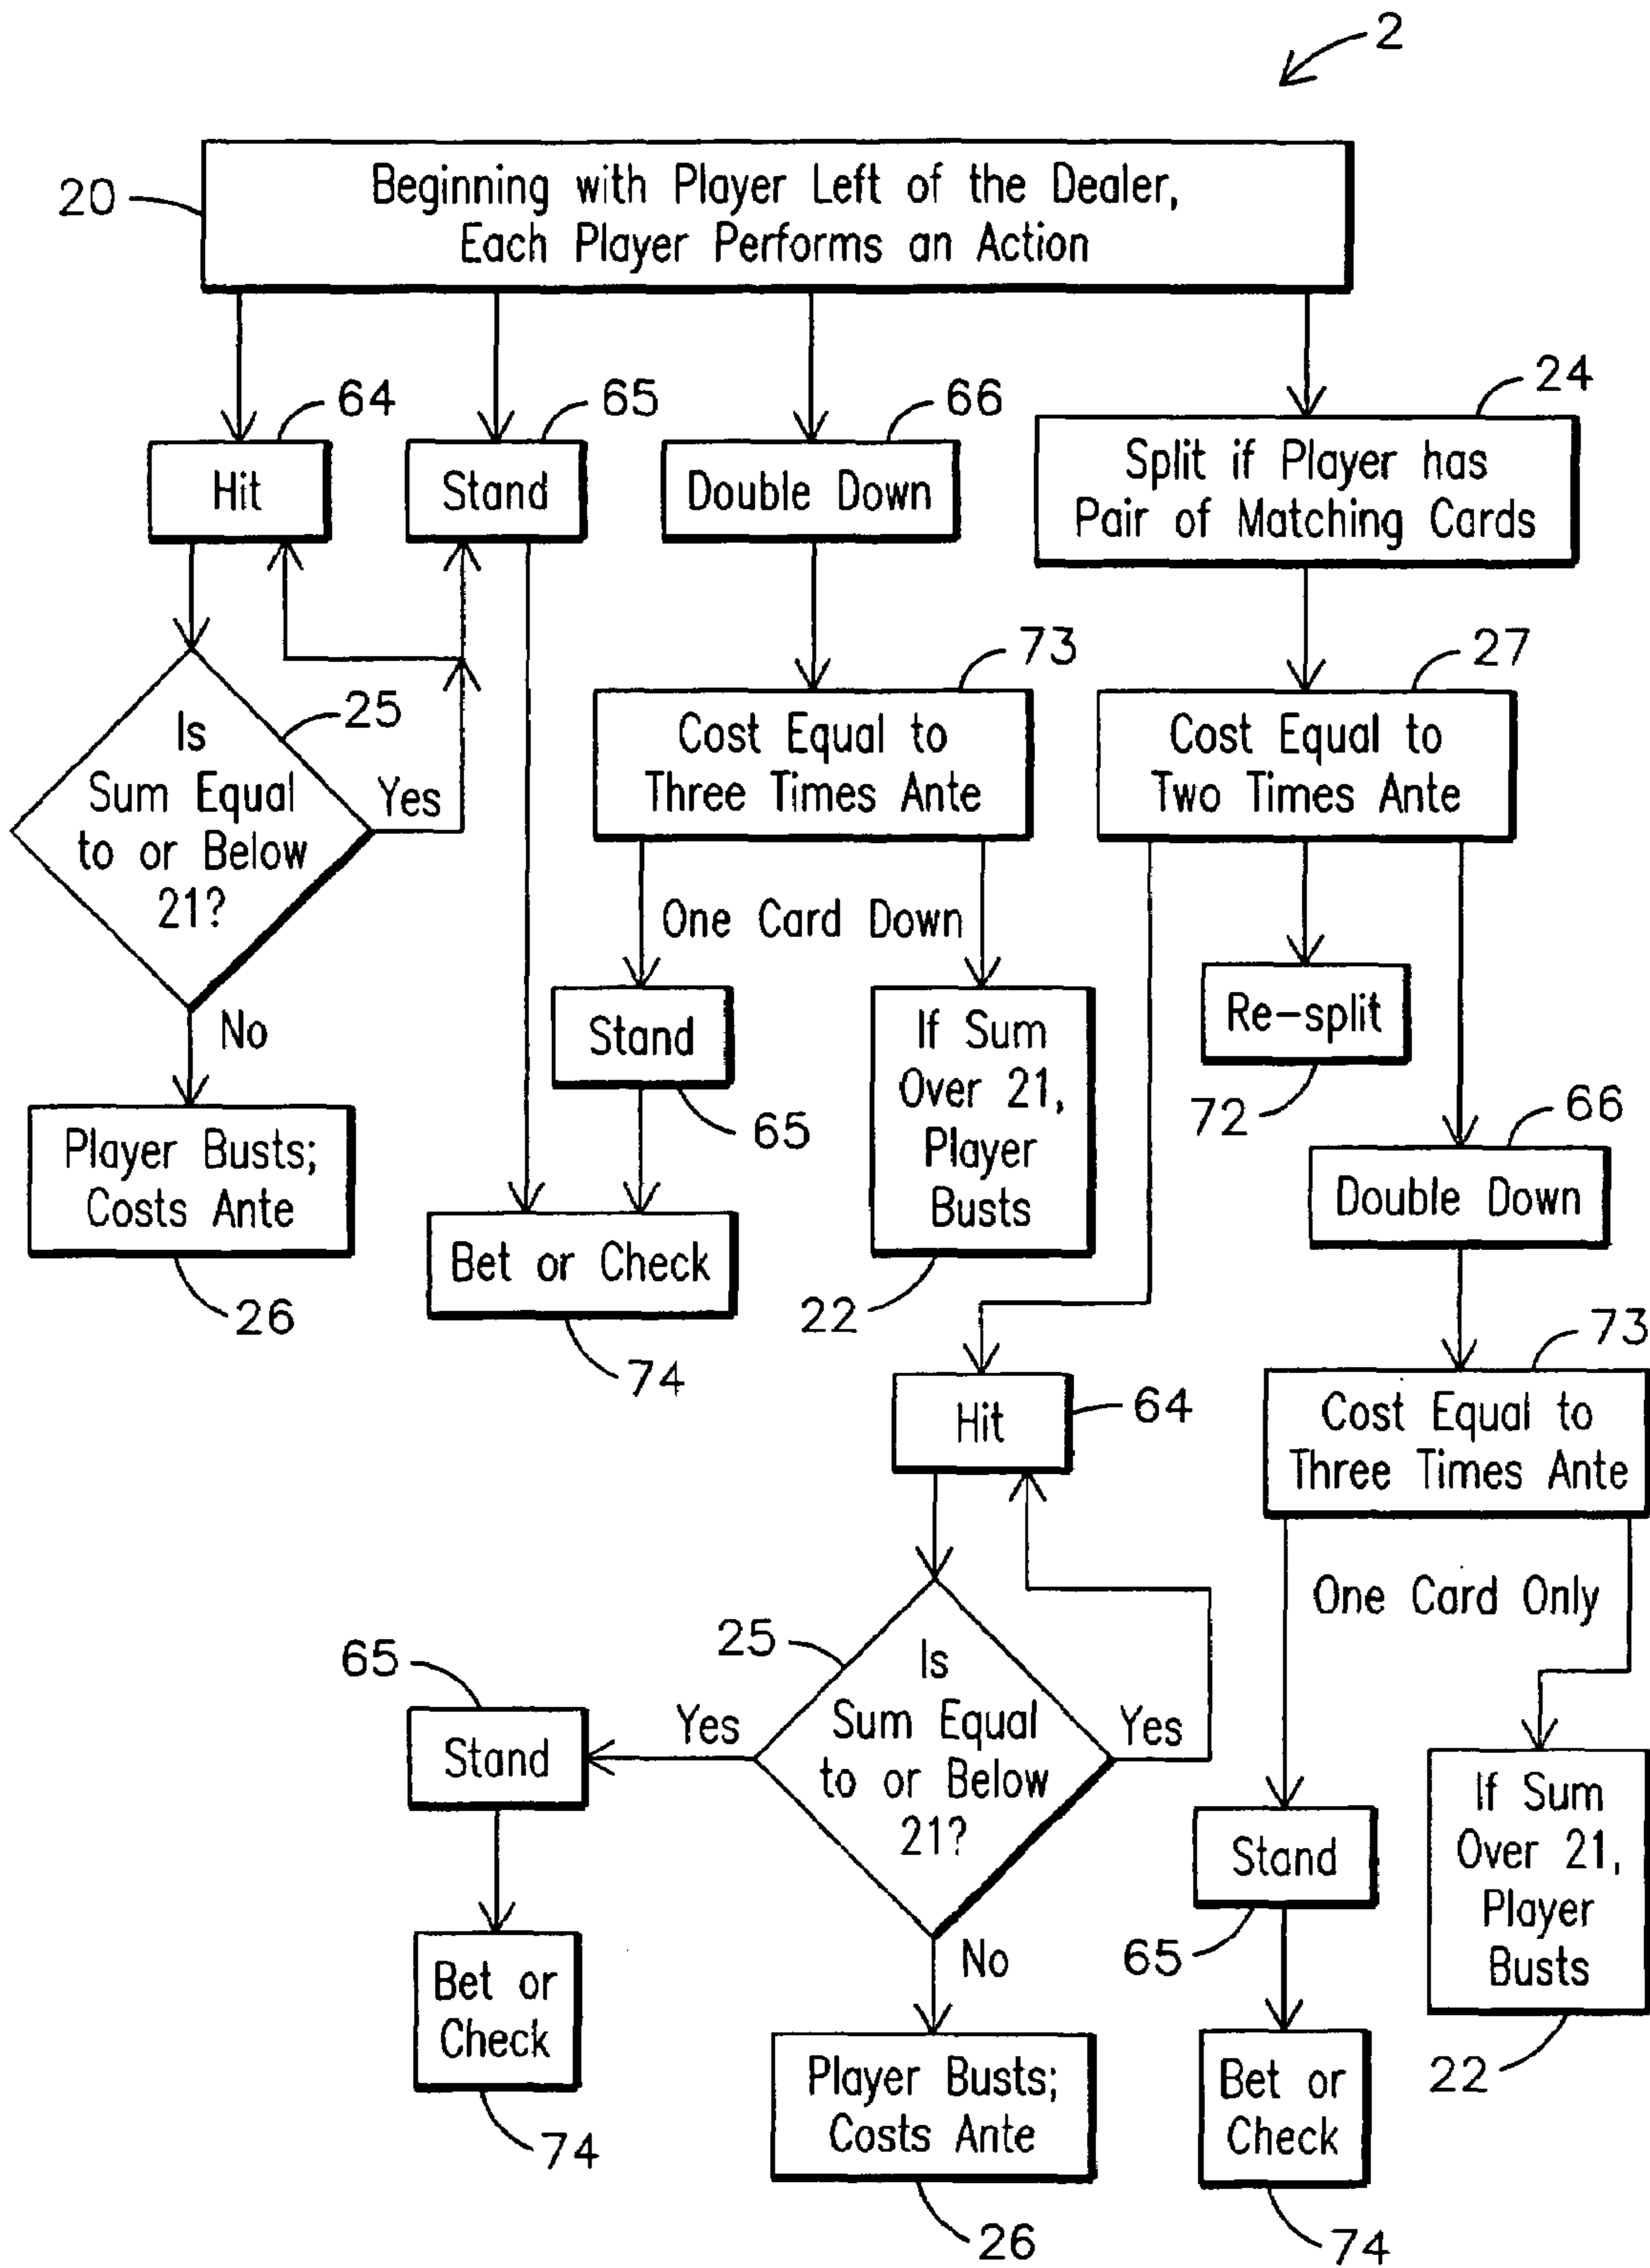 2
20
Beginning with Player Left of the Dealer,
Each Player Performs an Action
64
65
66
24
Hit
Stand
Double Down
Split if Player has
Pair of Matching Cards
73
27
25
Is
Sum Equal
to or Below
21?
Yes
No
Cost Equal to
Three Times Ante
Cost Equal to
Two Times Ante
One Card Down
Stand
65
If Sum
Over 21,
Player
Busts
22
Re-split
72
66
Double Down
Player Busts;
Costs Ante
26
Bet or Check
74
Hit
64
73
Cost Equal to
Three Times Ante
One Card Only
25
Is
Sum Equal
to or Below
21?
Yes
Yes
No
65
Stand
Bet or
Check
74
Player Busts;
Costs Ante
26
Stand
65
Bet or
Check
74
If Sum
Over 21,
Player
Busts
22